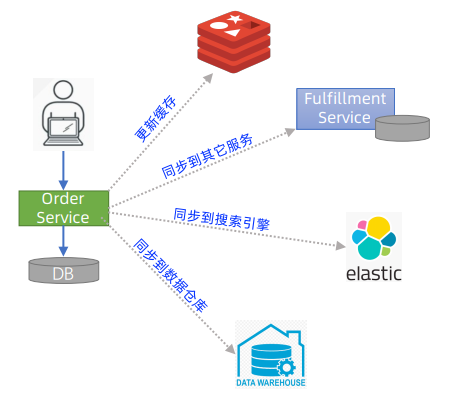 更新缓存
Fulfillment
Service
同步到其它服务
Order
Service
同步到搜索引擎
DB
同步到数据仓库
elastic
DATA WAREHOUSE